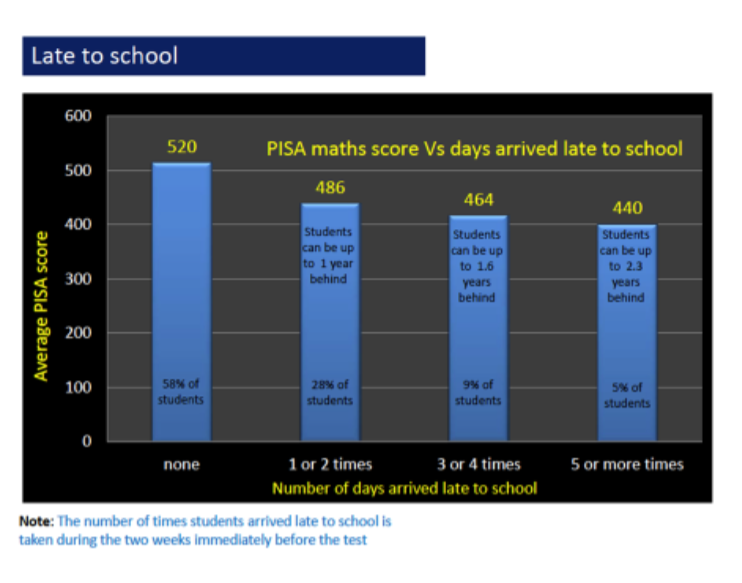 Late to school
PISA maths score Vs days arrived late to school
Average PISA score
600
500
400
300
200
100
0
520
486
464
440
Students
can be up
to 1 year
behind
Students
can be up
to 1.6
years
behind
Students
can be up
to 2.3
years
behind
58% of
students
28% of
students
9% of
students
5% of
students
none
1 or 2 times
3 or 4 times
5 or more times
Number of days arrived late to school
Note: The number of times students arrived late to school is
taken during the two weeks immediately before the test